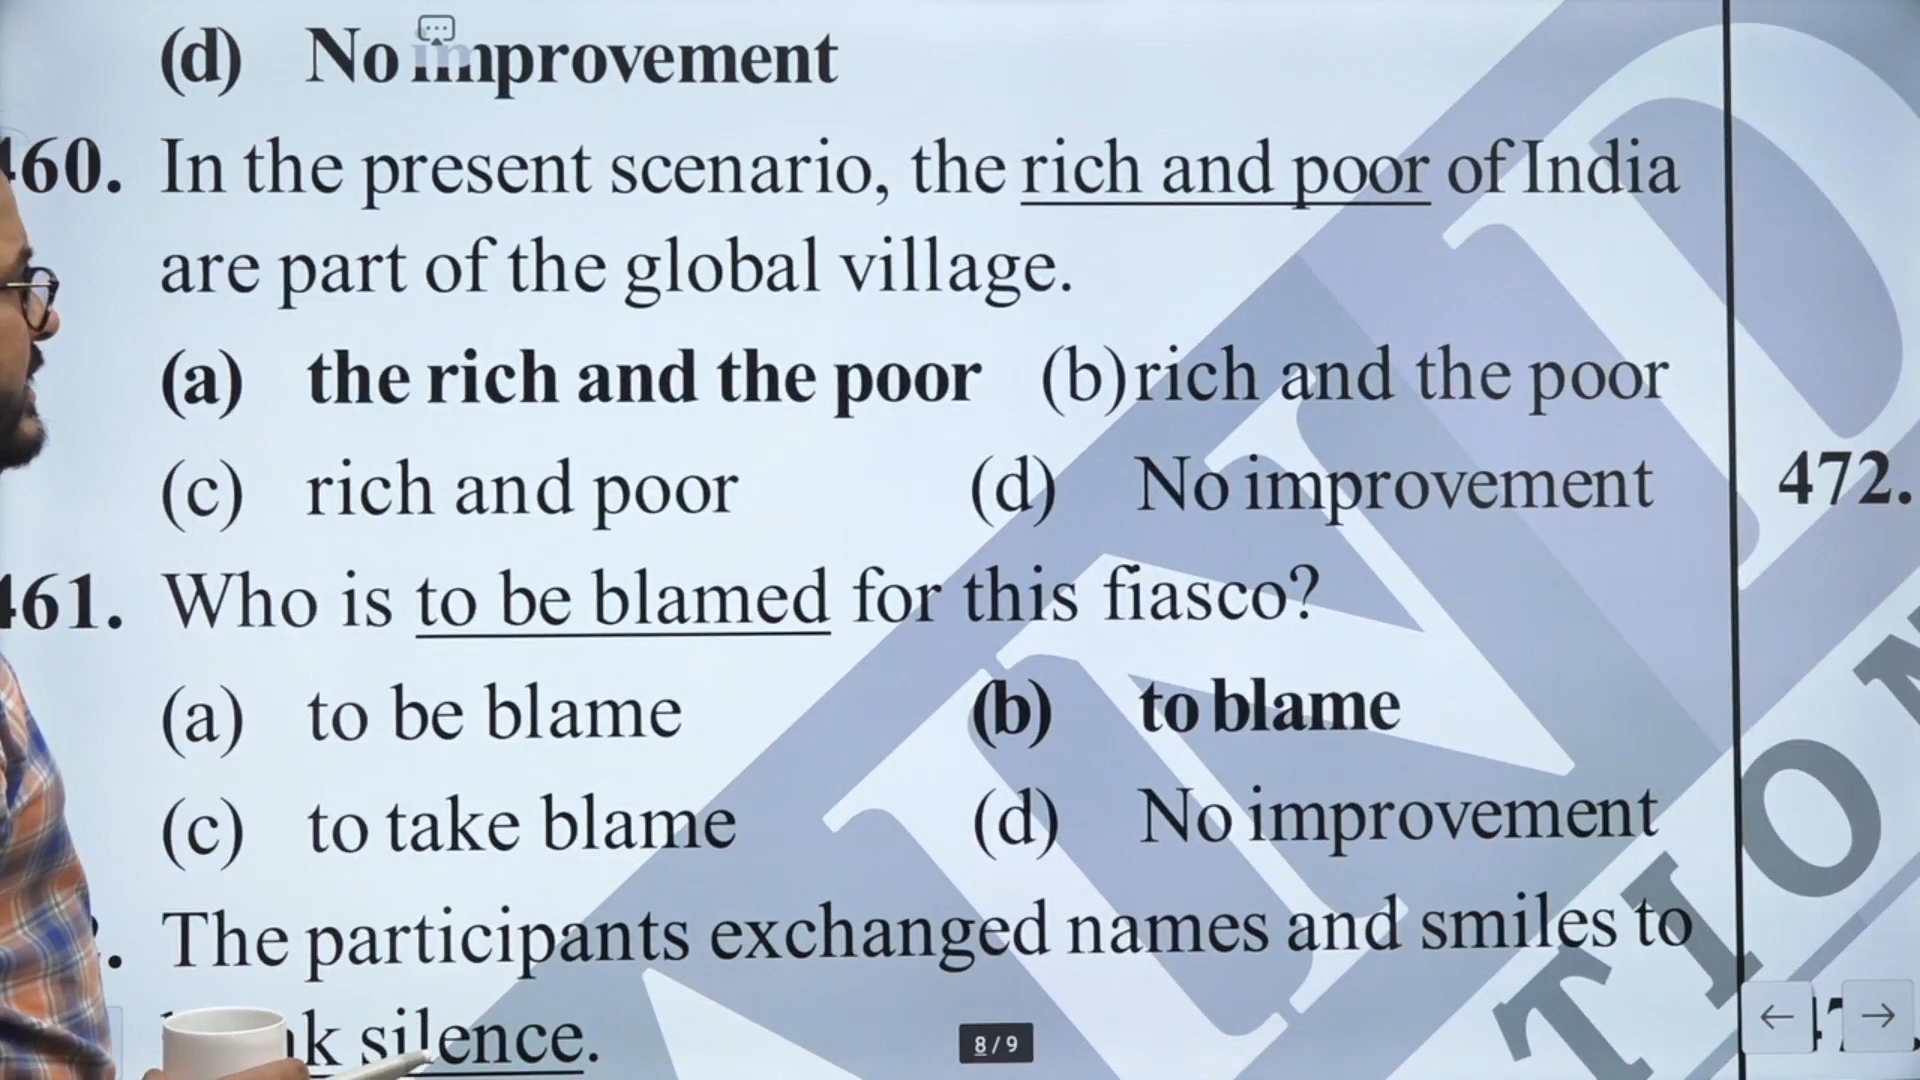 (d) No improvement
460. In the present scenario, the rich and poor of India
are part of the global village.
(a) the rich and the poor (b) rich and the poor
(c) rich and poor (d) No improvement
461. Who is to be blamed for this fiasco?
(a) to be blame (b) to blame
(c) to take blame (d) No improvement
The participants exchanged names and smiles to
silence.
472.
8/9